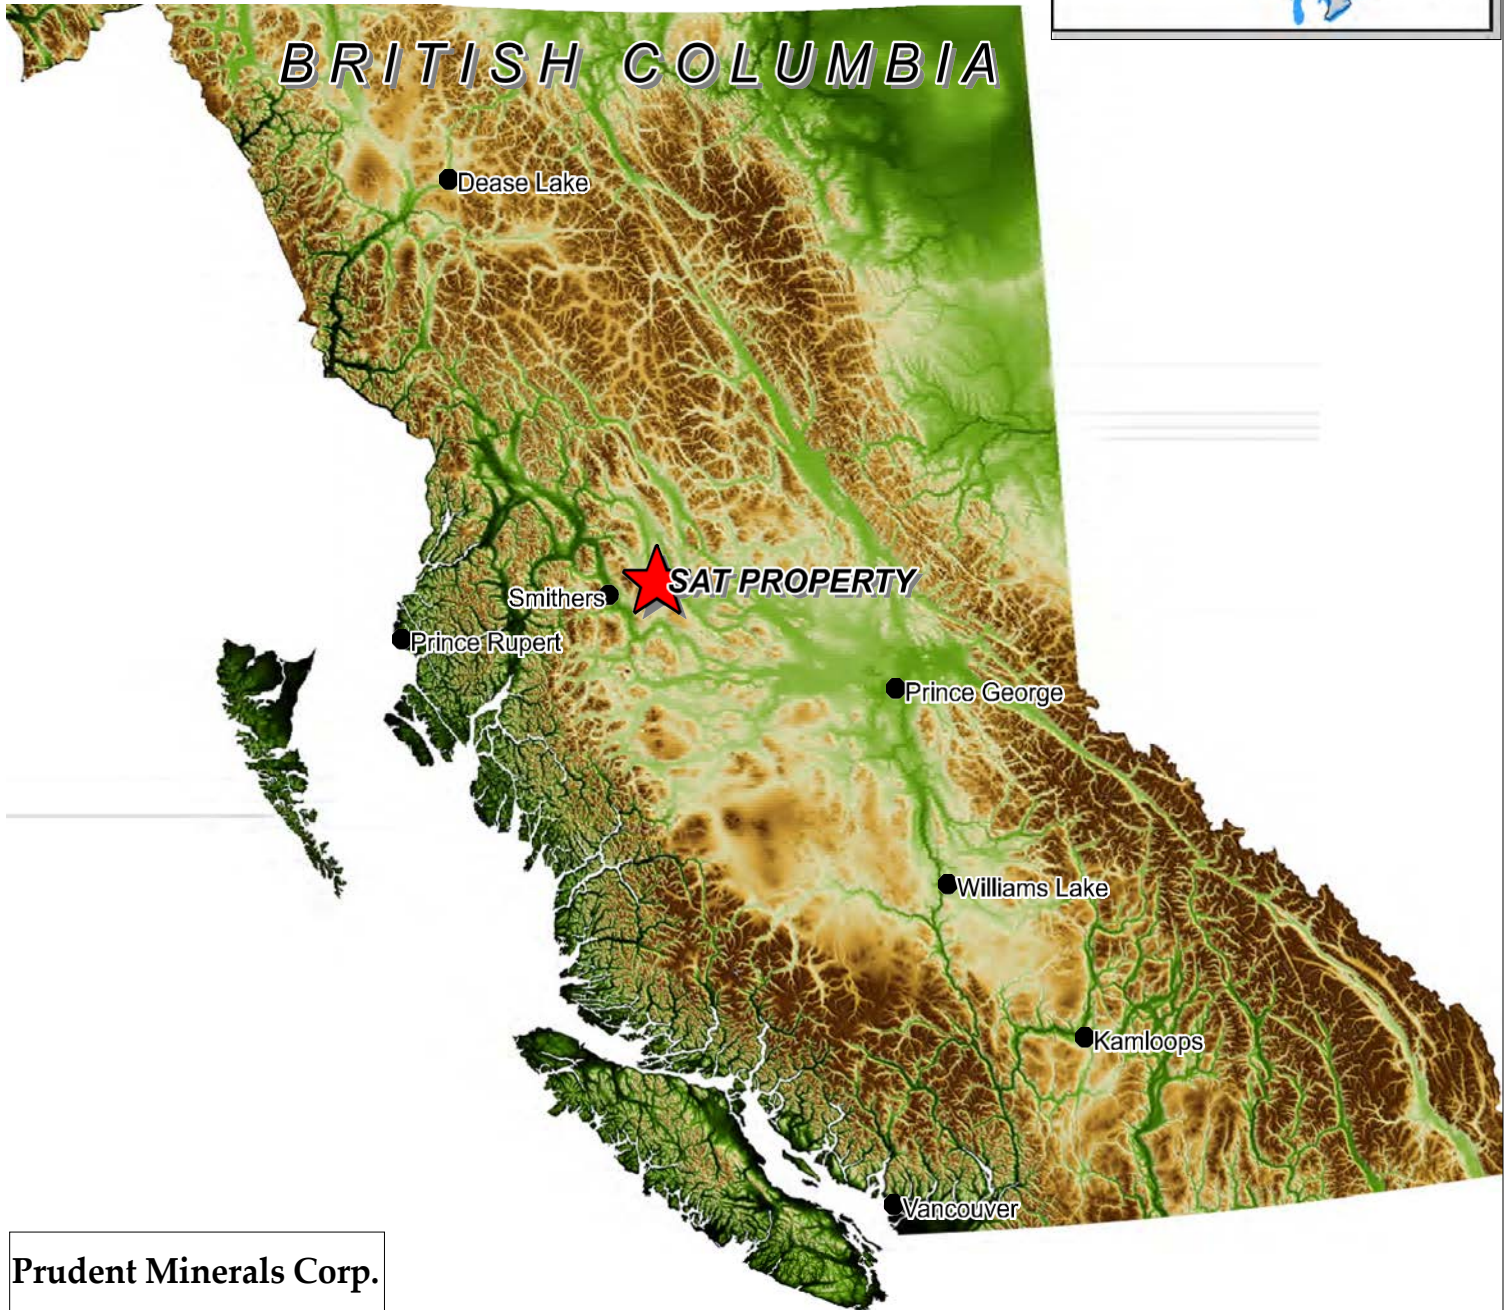 BRITISH COLUMBIA
Dease Lake
SAT PROPERTY
Smithers
Prince Rupert
Prince George
Williams Lake
Kamloops
Vancouver
Prudent Minerals Corp.